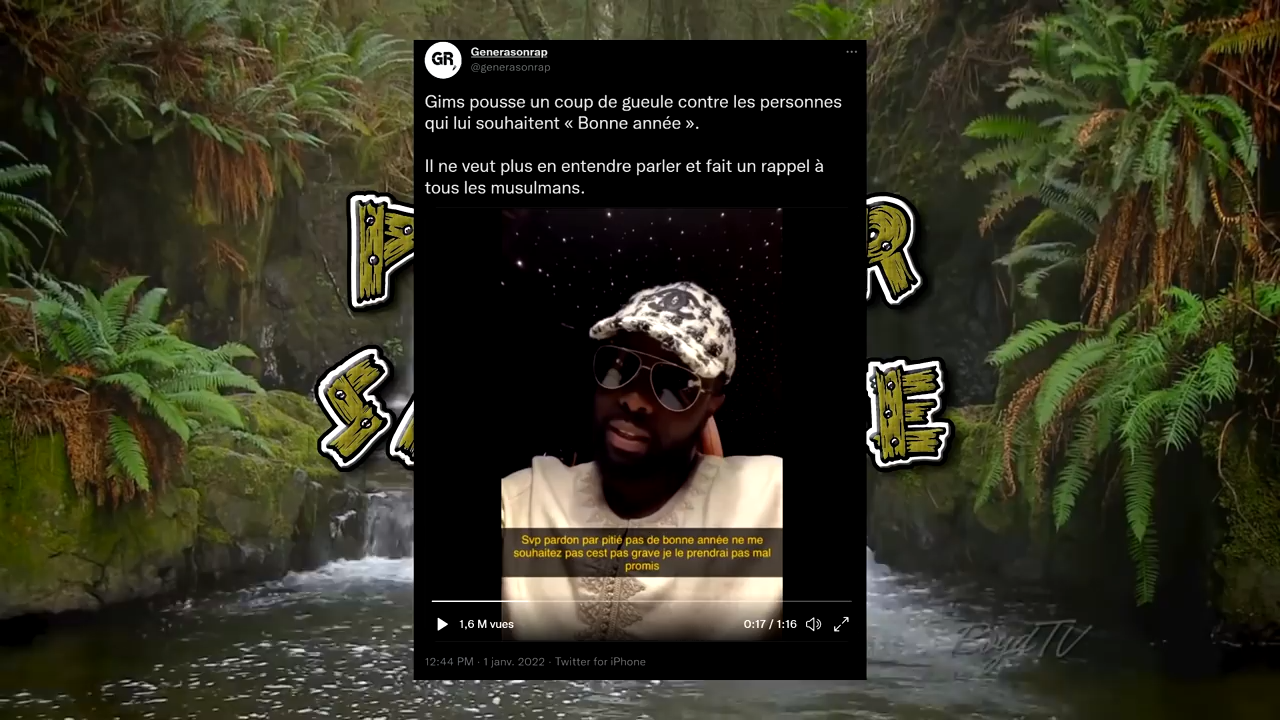 GR
Generasonrap
@generasonrap
Gims pousse un coup de gueule contre les personnes
qui lui souhaitent « Bonne année ».
Il ne veut plus en entendre parler et fait un rappel à
tous les musulmans.
Svp pardon par pitié pas de bonne année ne me
souhaitez pas cest pas grave je le prendrai pas mal
promis
1,6 M vues
0:17 / 1:16
12:44 PM · 1 janv. 2022 · Twitter for iPhone